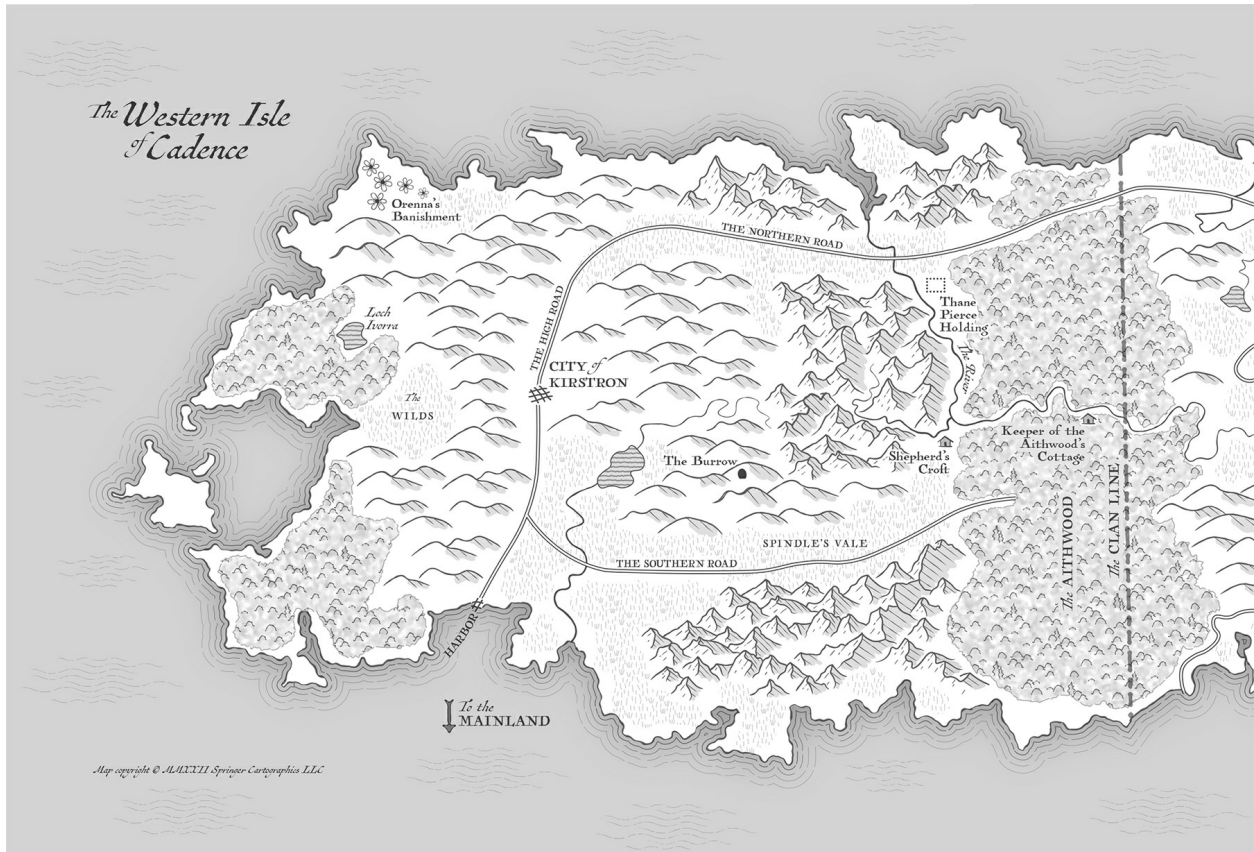 The Western Isle
of Cadence
Orenna's
Banishment
THE NORTHERN ROAD
Thane
Pierce
Holding
Loch
Ivorra
THE HIGH ROAD
The River
CITY of
KIRSTRON
The
WILDS
Keeper of the
Aithwood's
Cottage
Shepherd's
Croft
The Burrow
The AITHWOOD
The CLAN LINE
SPINDLE'S VALE
THE SOUTHERN ROAD
HARBOR
To the
MAINLAND
Map copyright © MMXXII Springer Cartographics LLC